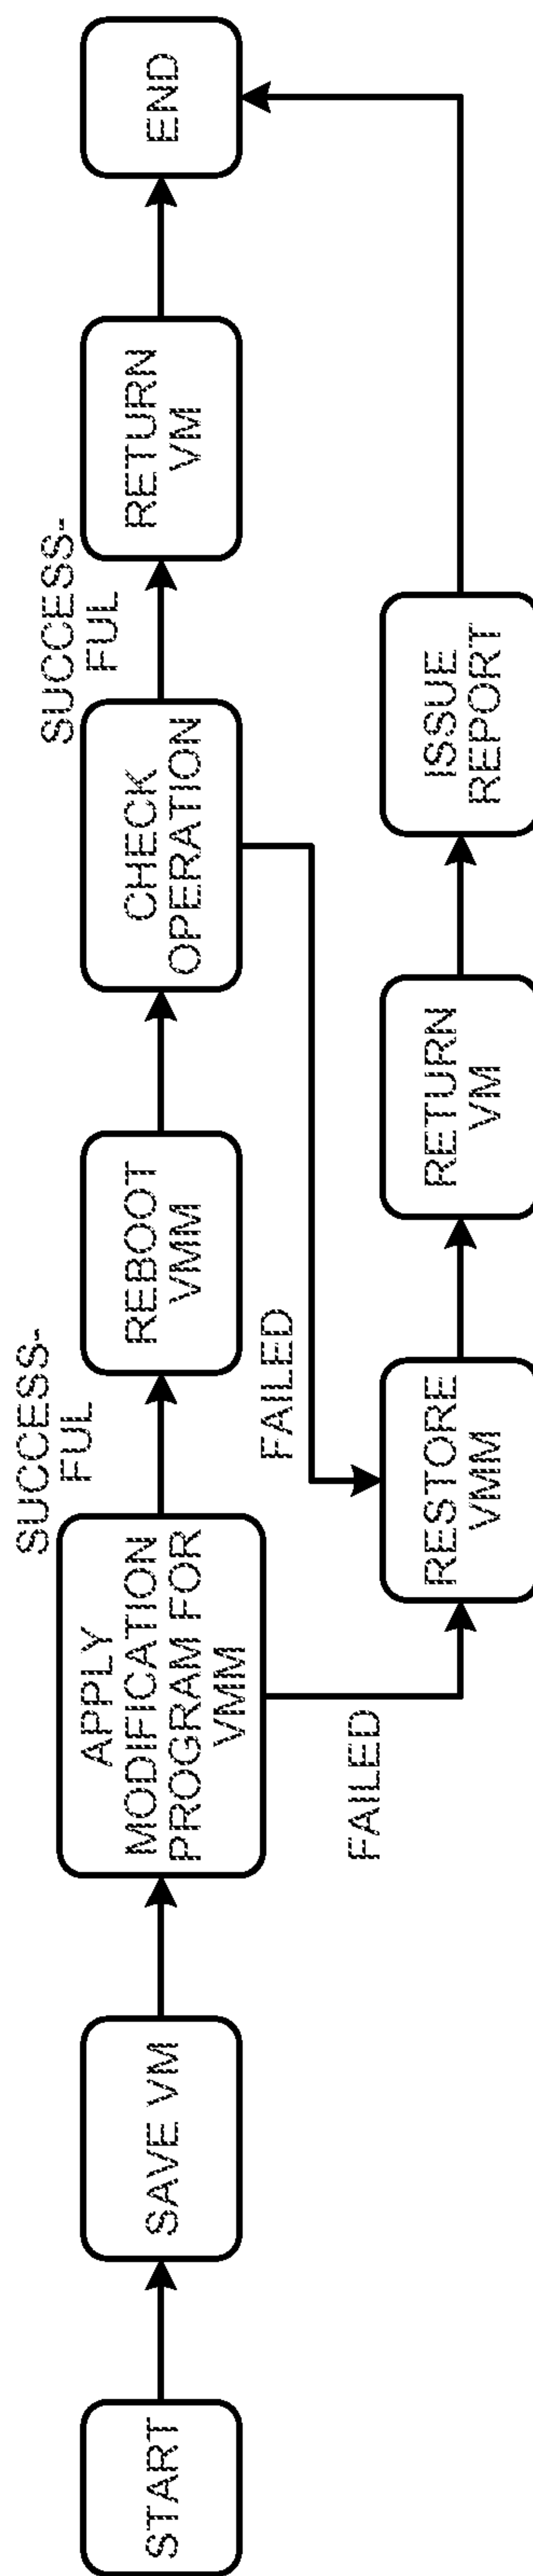 START
SAVE VM
APPLY
MODIFICATION
PROGRAM FOR
VMM
SUCCESS-
FUL
REBOOT
VMM
CHECK
OPERATION
SUCCESS-
FUL
RETURN
VM
END
FAILED
FAILED
RESTORE
VMM
RETURN
VM
ISSUE
REPORT